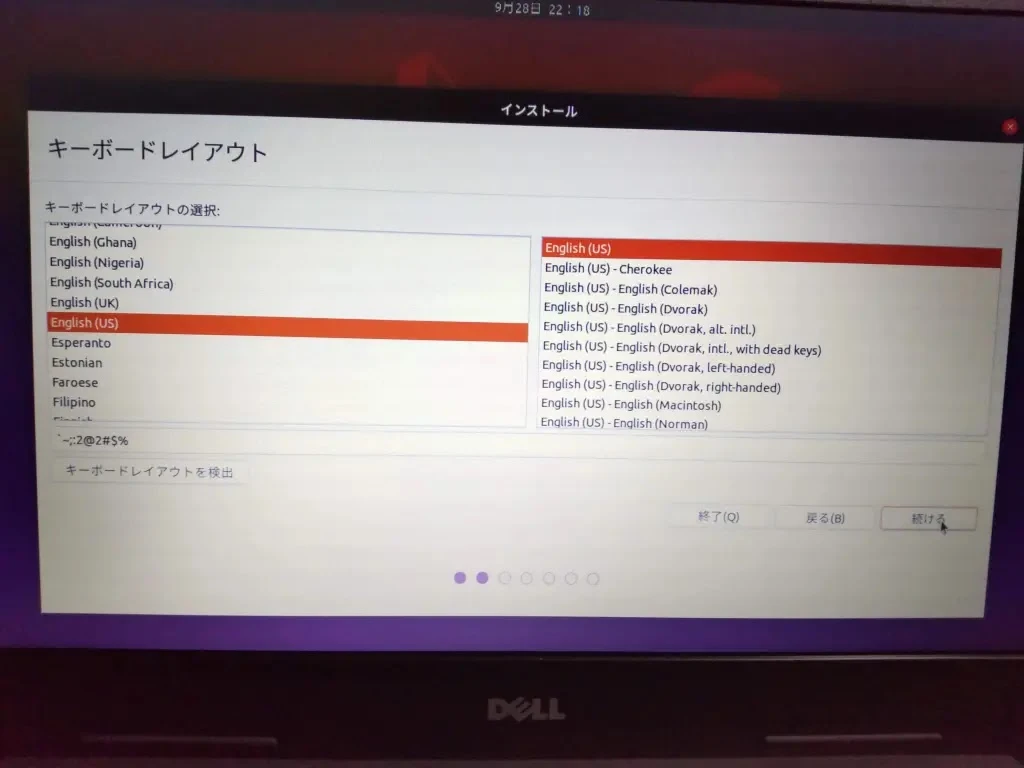 9月28日 22：18
インストール
キーボードレイアウト
キーボードレイアウトの選択:
English (Cameroon)
English (Ghana)
English (Nigeria)
English (South Africa)
English (UK)
English (US)
Esperanto
Estonian
Faroese
Filipino
English (US)
English (US) - Cherokee
English (US) - English (Colemak)
English (US) - English (Dvorak)
English (US) - English (Dvorak, alt. intl.)
English (US) - English (Dvorak, intl., with dead keys)
English (US) - English (Dvorak, left-handed)
English (US) - English (Dvorak, right-handed)
English (US) - English (Macintosh)
English (US) - English (Norman)
`~;:2@2#$%
キーボードレイアウトを検出
終了(Q)
戻る(B)
続ける
DELL